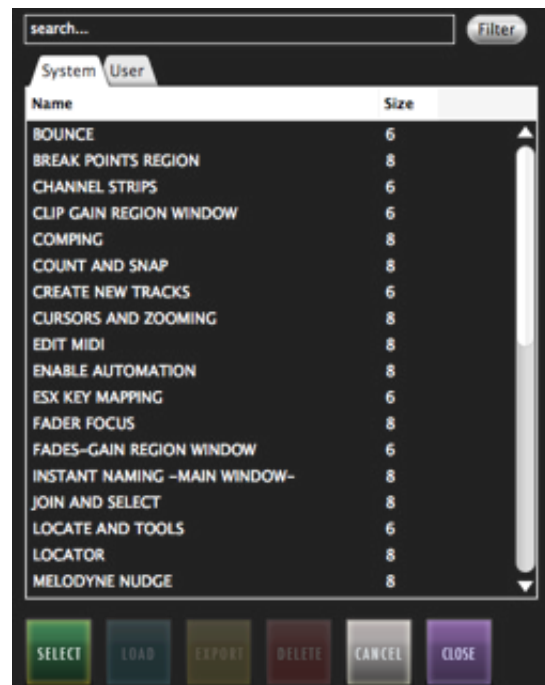 search... Filter
System User
Name Size
BOUNCE 6
BREAK POINTS REGION 8
CHANNEL STRIPS 6
CLIP GAIN REGION WINDOW 6
COMPING 8
COUNT AND SNAP 8
CREATE NEW TRACKS 6
CURSORS AND ZOOMING 8
EDIT MIDI 8
ENABLE AUTOMATION 8
ESX KEY MAPPING 6
FADER FOCUS 8
FADES-GAIN REGION WINDOW 6
INSTANT NAMING -MAIN WINDOW- 8
JOIN AND SELECT 8
LOCATE AND TOOLS 6
LOCATOR 8
MELODYNE NUDGE 8
SELECT LOAD EXPORT DELETE CANCEL CLOSE